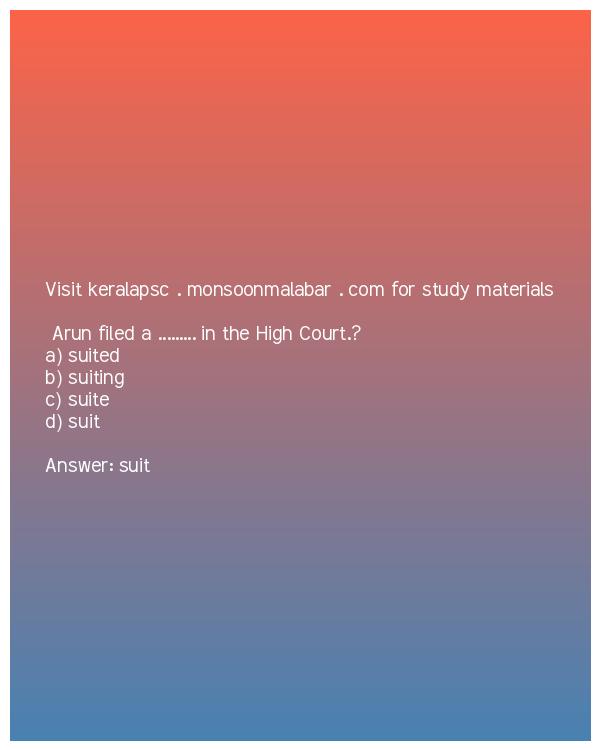 Visit keralapsc . monsoonmalabar . com for study materials
Arun filed a ......... in the High Court.?
a) suited
b) suiting
c) suite
d) suit
Answer: suit